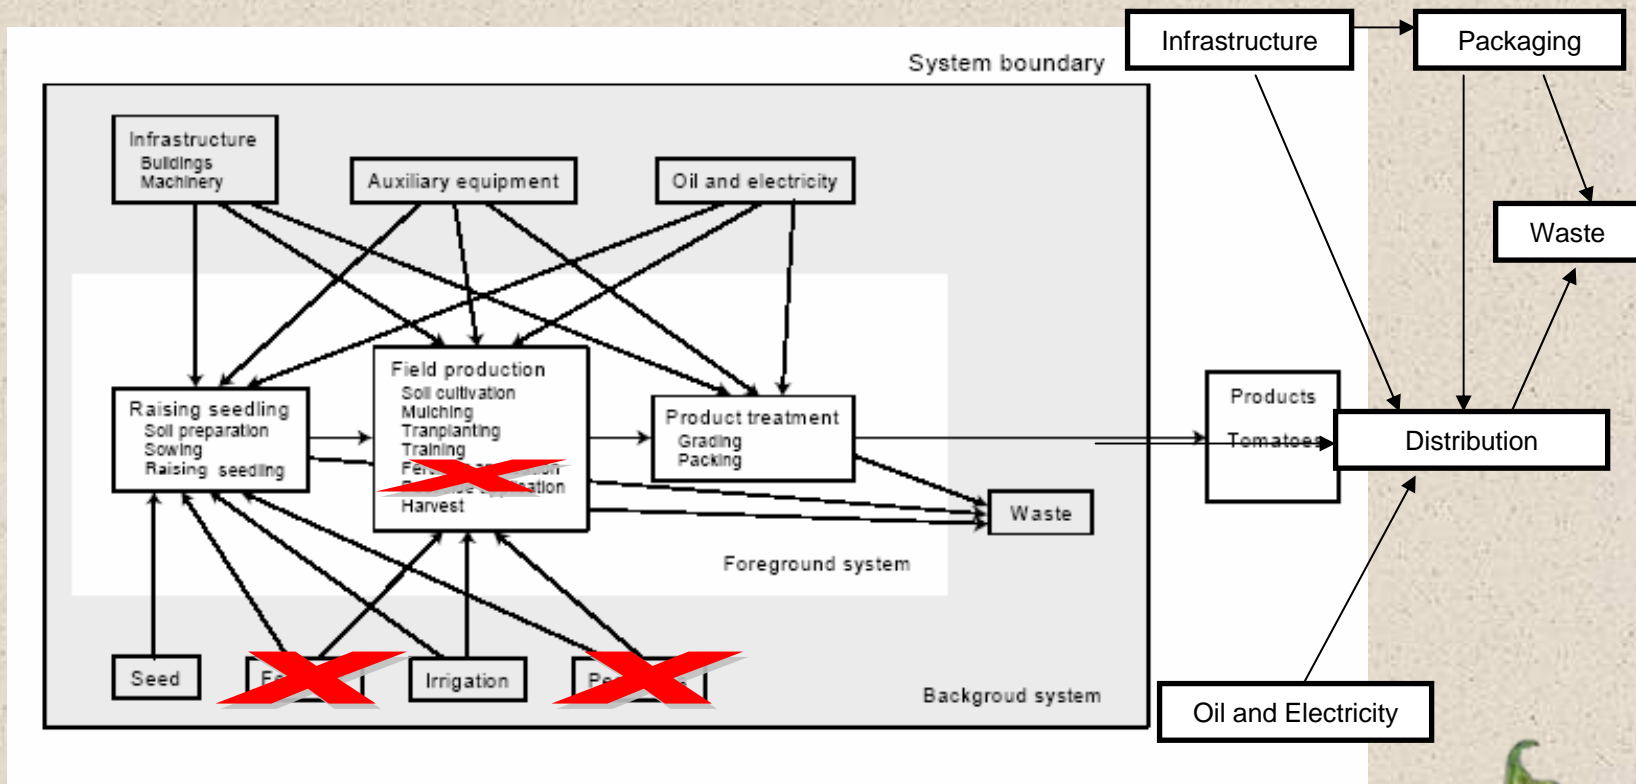 System boundary
Infrastructure
Packaging
Infrastructure
Buildings
Machinery
Auxiliary equipment
Oil and electricity
Waste
Raising seedling
Soil preparation
Sowing
Raising seedling
Field production
Soil cultivation
Mulching
Tranplanting
Training
Harvest
Product treatment
Grading
Packing
Products
Tomatoes
Distribution
Waste
Foreground system
Seed
Irrigation
Backgroud system
Oil and Electricity